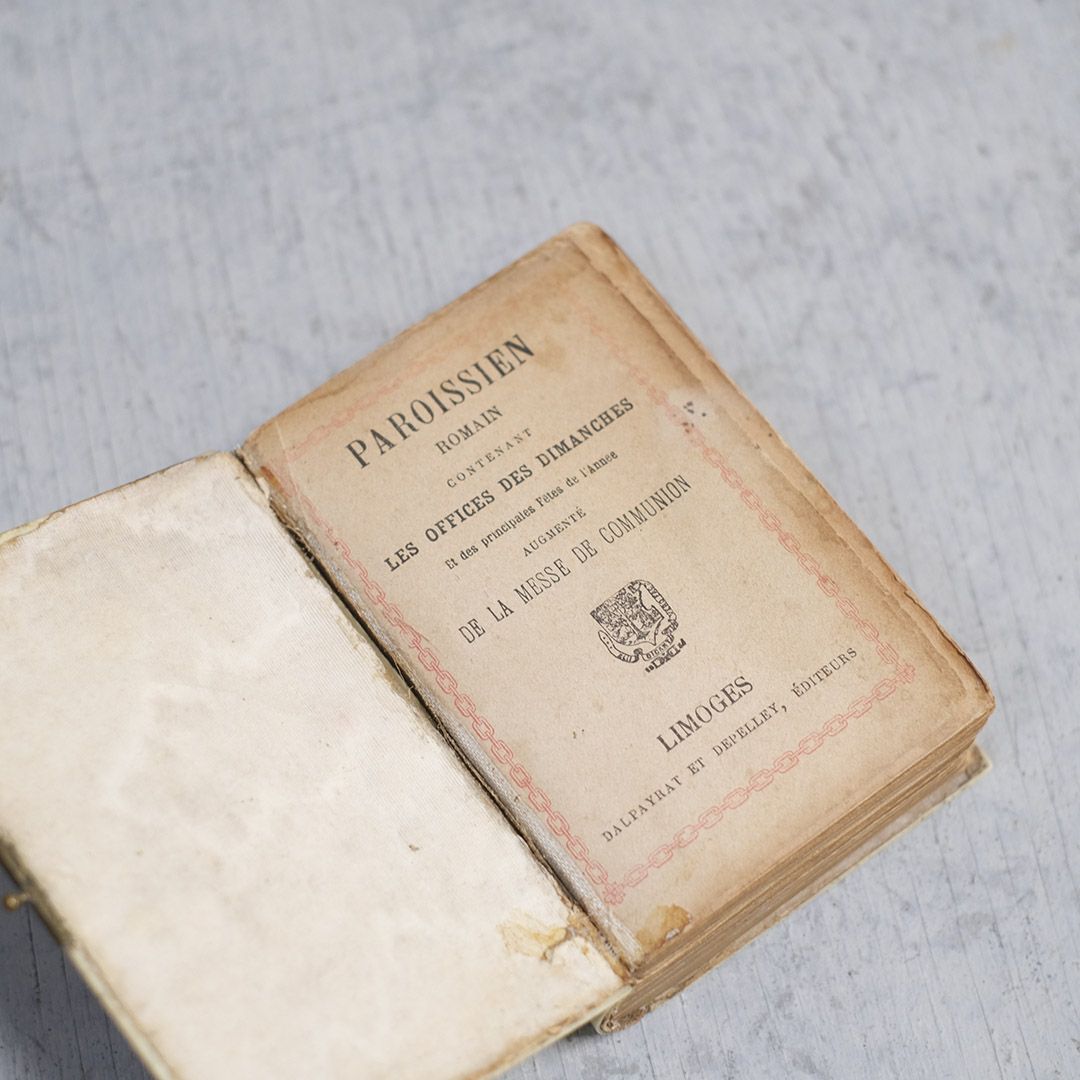 PAROISSIEN
ROMAIN
CONTENANT
LES OFFICES DES DIMANCHES
Et des principales Fêtes de l'Année
AUGMENTÉ
DE LA MESSE DE COMMUNION
LIMOGES
DALPAYRAT ET DEPELLEY, ÉDITEURS